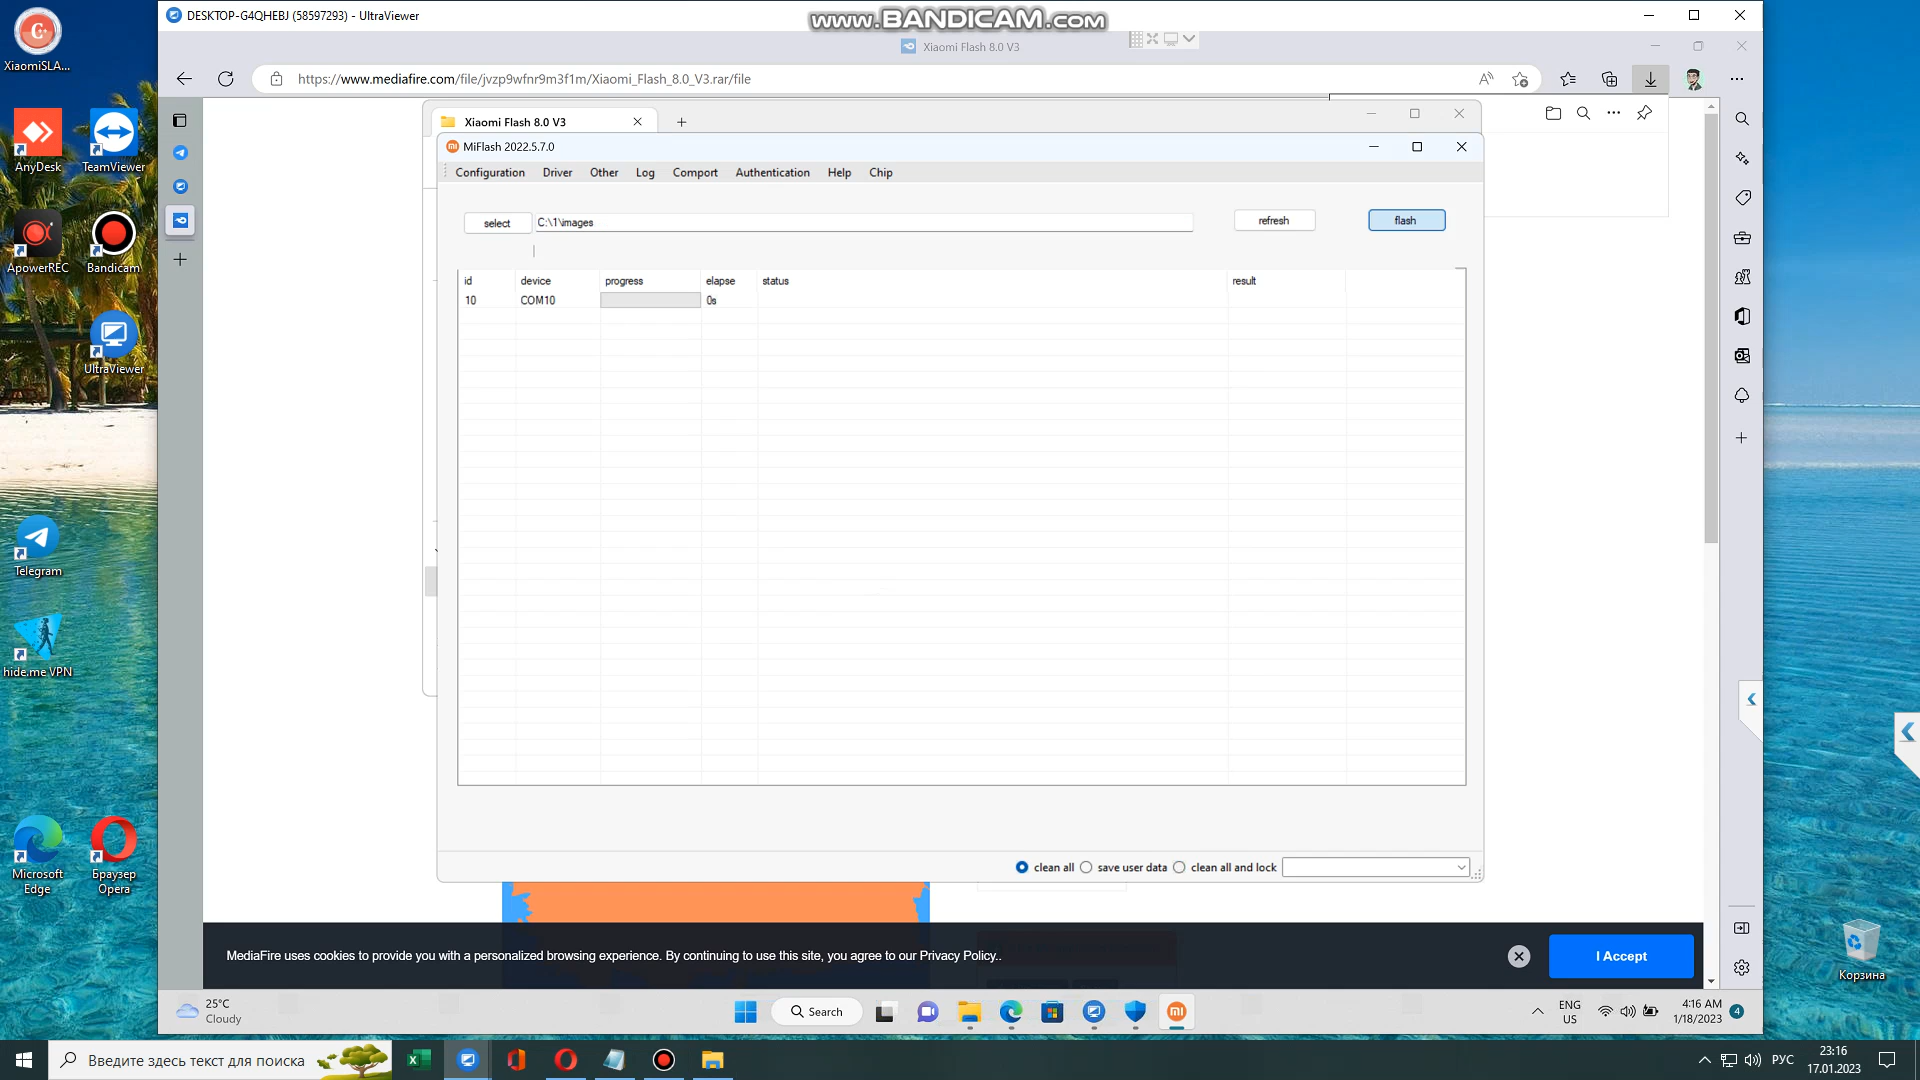 DESKTOP-G4QHEBJ (58597293) - UltraViewer
www.BANDICAM.com
XiaomiSLA...
Xiaomi Flash 8.0 V3
https://www.mediafire.com/file/jvzp9wfnr9m3f1m/Xiaomi_Flash_8.0_V3.rar/file
Xiaomi Flash 8.0 V3
MiFlash 2022.5.7.0
AnyDesk
TeamViewer
Configuration
Driver
Other
Log
Comport
Authentication
Help
Chip
select
C:\1\images
refresh
flash
ApowerREC
Bandicam
id
device
progress
elapse
status
result
10
COM10
0s
UltraViewer
Telegram
hide.me VPN
Microsoft Edge
Браузер Opera
clean all
save user data
clean all and lock
MediaFire uses cookies to provide you with a personalized browsing experience. By continuing to use this site, you agree to our Privacy Policy..
I Accept
Корзина
25°C
Cloudy
Search
ENG
US
4:16 AM
1/18/2023
4
Введите здесь текст для поиска
РУС
23:16
17.01.2023